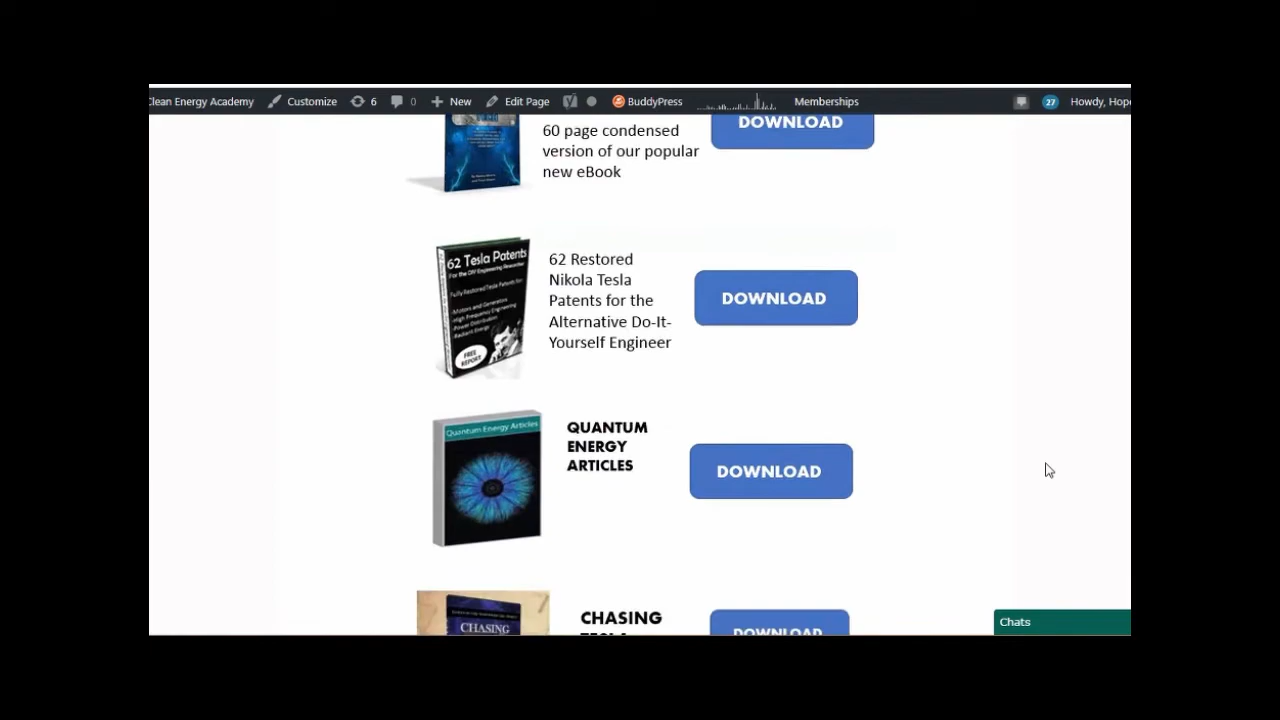 Clean Energy Academy Customize 6 0 New Edit Page BuddyPress Memberships 27 Howdy, Hope
60 page condensed
version of our popular
new eBook
DOWNLOAD
62 Tesla Patents
For the DIY Engineering Researcher
Fully Restored Tesla Patents for:
-Motors and Generators
-High Frequency Engineering
-Power Distribution
-Radiant Energy
FREE
REPORT
62 Restored
Nikola Tesla
Patents for the
Alternative Do-It-
Yourself Engineer
DOWNLOAD
Quantum Energy Articles
QUANTUM
ENERGY
ARTICLES
DOWNLOAD
CHASING
CHASING
TESLA
DOWNLOAD
Chats